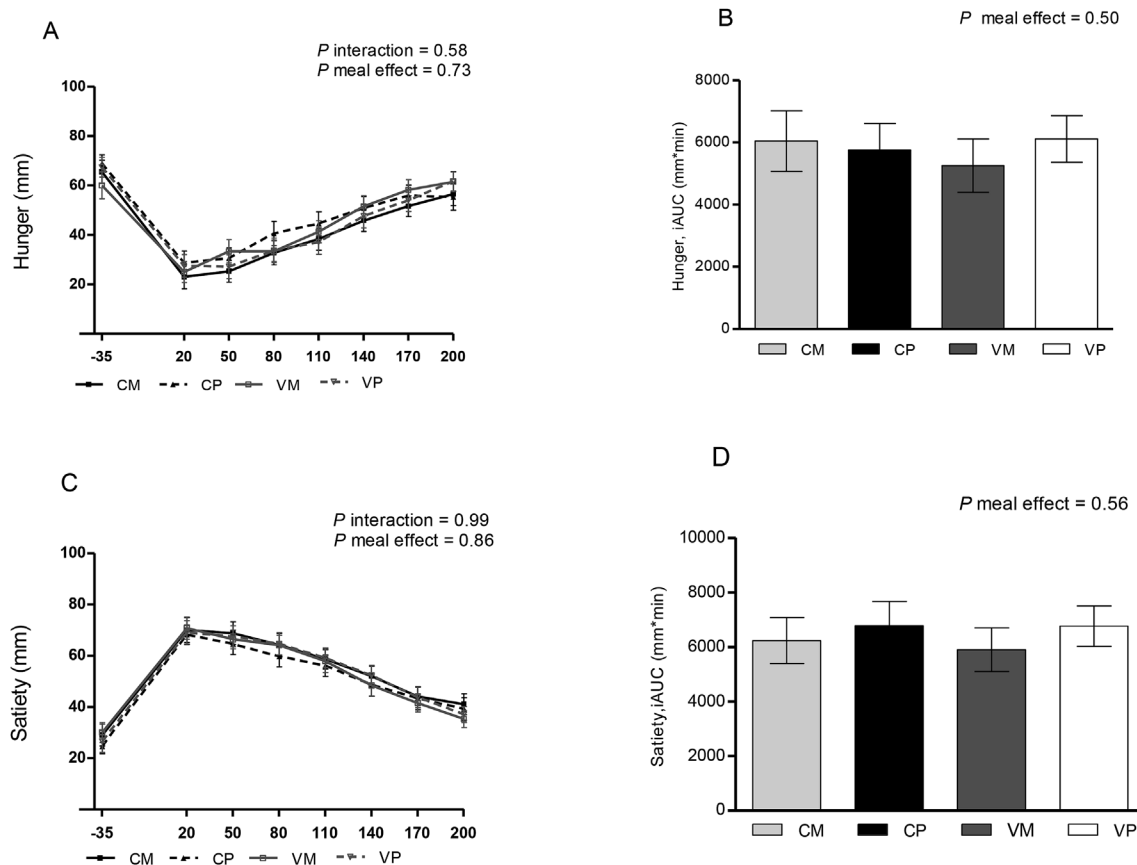 A
P interaction = 0.58
P meal effect = 0.73
100
80
60
40
20
Hunger (mm)
-35 20 50 80 110 140 170 200
CM CP VM VP
B
P meal effect = 0.50
8000
6000
4000
2000
0
Hunger, iAUC (mm*min)
CM CP VM VP
C
P interaction = 0.99
P meal effect = 0.86
100
80
60
40
20
Satiety (mm)
-35 20 50 80 110 140 170 200
CM CP VM VP
D
P meal effect = 0.56
10000
8000
6000
4000
2000
0
Satiety,iAUC (mm*min)
CM CP VM VP